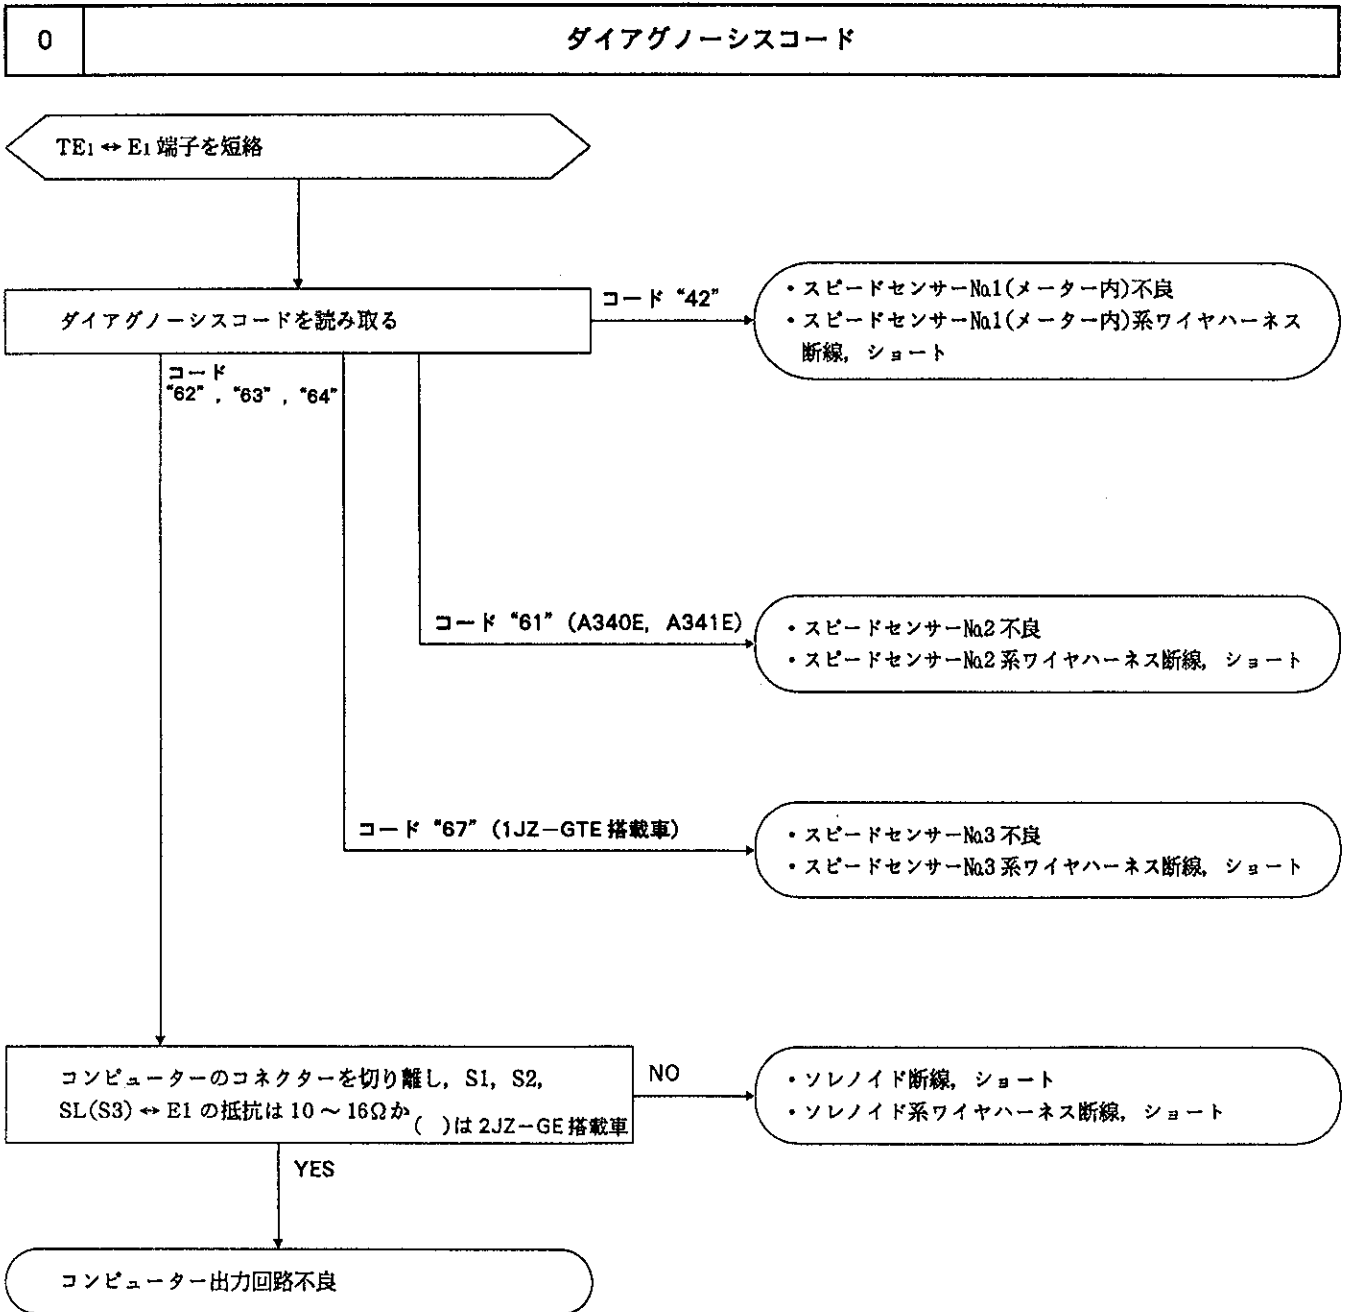 0
ダイアグノーシスコード
TE1 ↔ E1 端子を短絡
ダイアグノーシスコードを読み取る
コード “42”
・スピードセンサー№1(メーター内)不良
・スピードセンサー№1(メーター内)系ワイヤハーネス
断線, ショート
コード
“62” , “63” , “64”
コード “61” (A340E, A341E)
・スピードセンサー№2 不良
・スピードセンサー№2 系ワイヤハーネス断線, ショート
コード “67” (1JZ−GTE 搭載車)
・スピードセンサー№3 不良
・スピードセンサー№3 系ワイヤハーネス断線, ショート
コンピューターのコネクターを切り離し, S1, S2,
SL(S3) ↔ E1 の抵抗は 10 ～ 16Ωか
( )は 2JZ−GE 搭載車
NO
・ソレノイド断線, ショート
・ソレノイド系ワイヤハーネス断線, ショート
YES
コンピューター出力回路不良